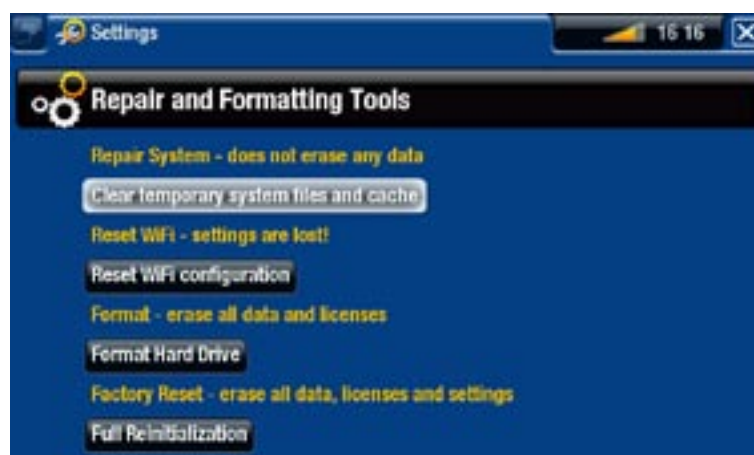 Settings
16 16
Repair and Formatting Tools
Repair System - does not erase any data
Clear temporary system files and cache
Reset WiFi - settings are lost!
Reset WiFi configuration
Format - erase all data and licenses
Format Hard Drive
Factory Reset - erase all data, licenses and settings
Full Reinitialization